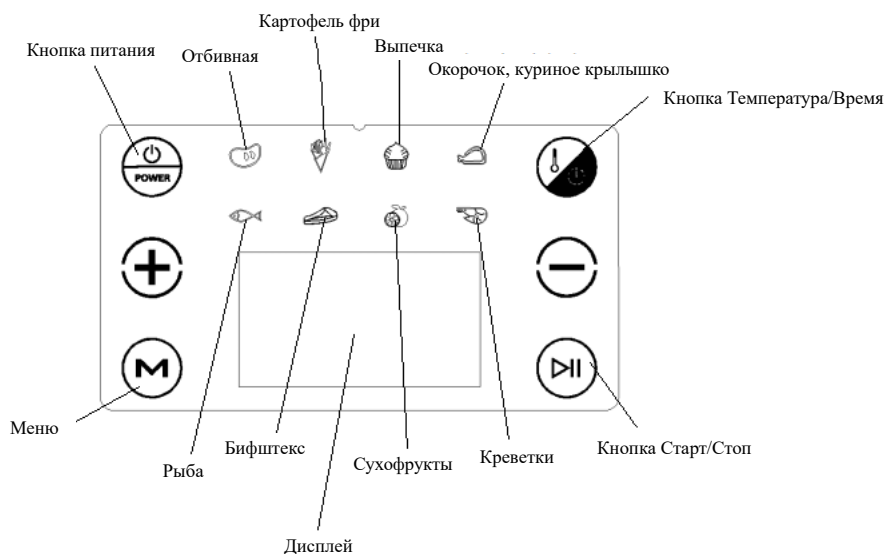 Картофель фри
Кнопка питания
Отбивная
Выпечка
Окорочок, куриное крылышко
Кнопка Температура/Время
POWER
M
Меню
Рыба
Бифштекс
Сухофрукты
Креветки
Кнопка Старт/Стоп
Дисплей